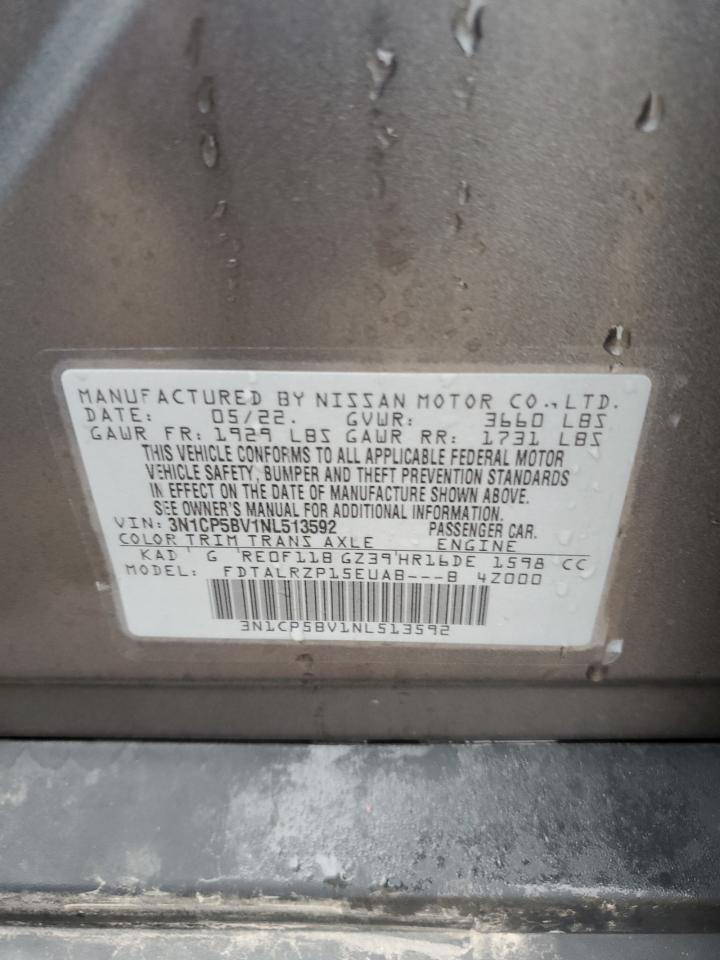 MANUFACTURED BY NISSAN MOTOR CO.,LTD.
DATE: 05/22. GVWR: 3660 LBS
GAWR FR: 1929 LBS GAWR RR: 1731 LBS
THIS VEHICLE CONFORMS TO ALL APPLICABLE FEDERAL MOTOR
VEHICLE SAFETY, BUMPER AND THEFT PREVENTION STANDARDS
IN EFFECT ON THE DATE OF MANUFACTURE SHOWN ABOVE.
SEE OWNER'S MANUAL FOR ADDITIONAL INFORMATION.
VIN: 3N1CP5BV1NL513592 PASSENGER CAR.
COLOR TRIM TRANS AXLE ENGINE
KAD ' G 'RE0F11B GZ39'HR16DE 1598 CC
MODEL: FDTALRZP15EUAB---B 4Z000
3N1CP5BV1NL513592